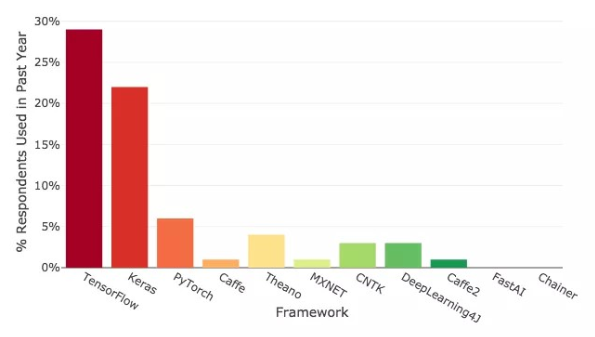 % Respondents Used in Past Year
30%
25%
20%
15%
10%
5%
0%
TensorFlow
Keras
PyTorch
Caffe
Theano
MXNET
CNTK
DeepLearning4J
Caffe2
FastAI
Chainer
Framework